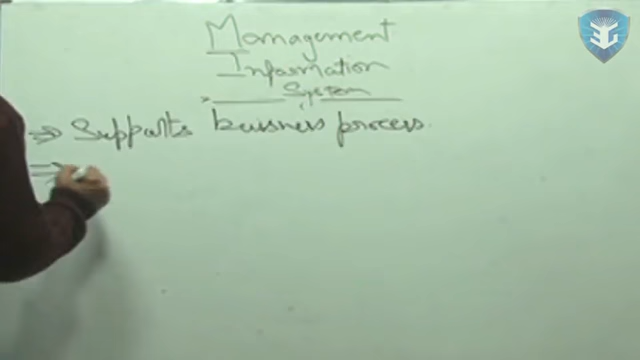 Management
Information
System
⇒ Supports business process.
⇒